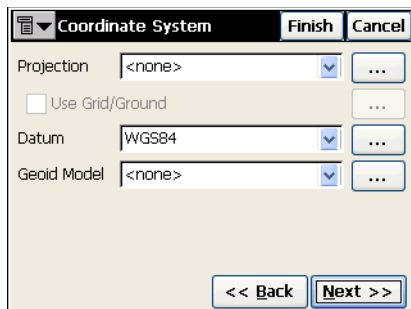 Coordinate System Finish Cancel
Projection <none> ...
Use Grid/Ground ...
Datum WGS84 ...
Geoid Model <none> ...
<< Back Next >>